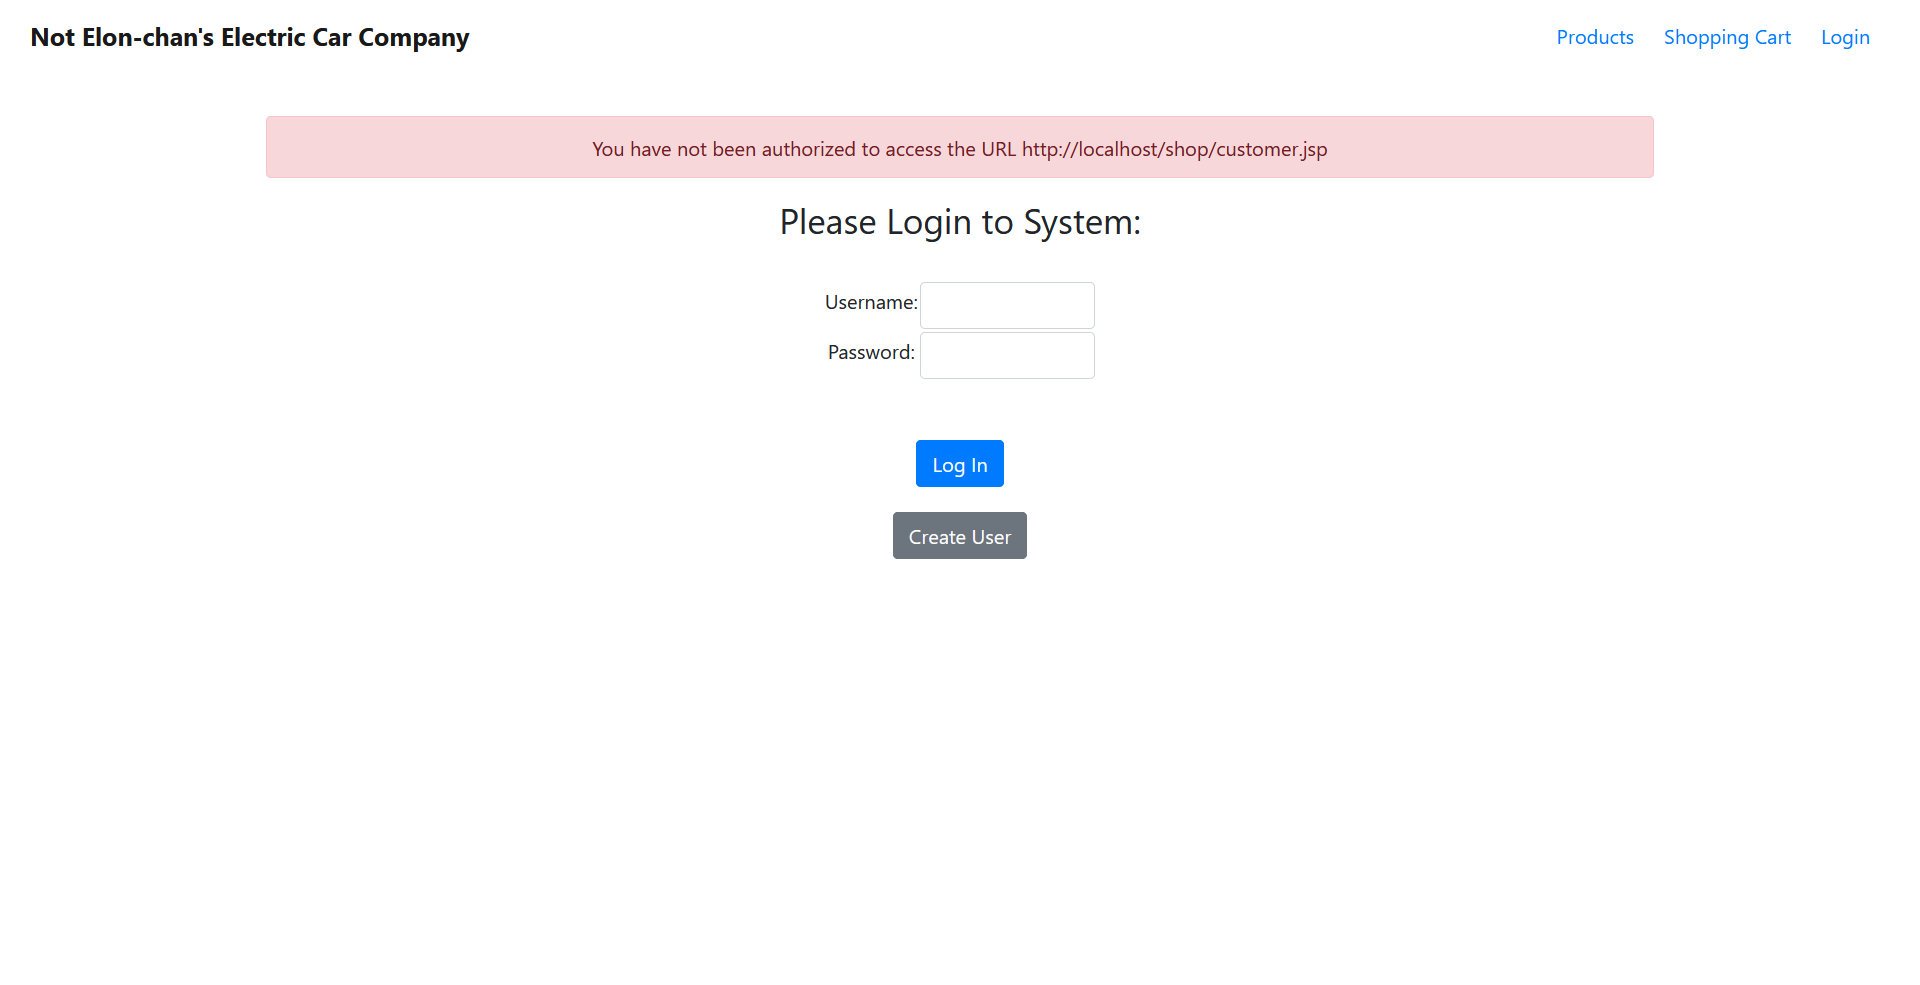 Not Elon-chan's Electric Car Company
Products
Shopping Cart
Login
You have not been authorized to access the URL http://localhost/shop/customer.jsp
Please Login to System:
Username:
Password:
Log In
Create User